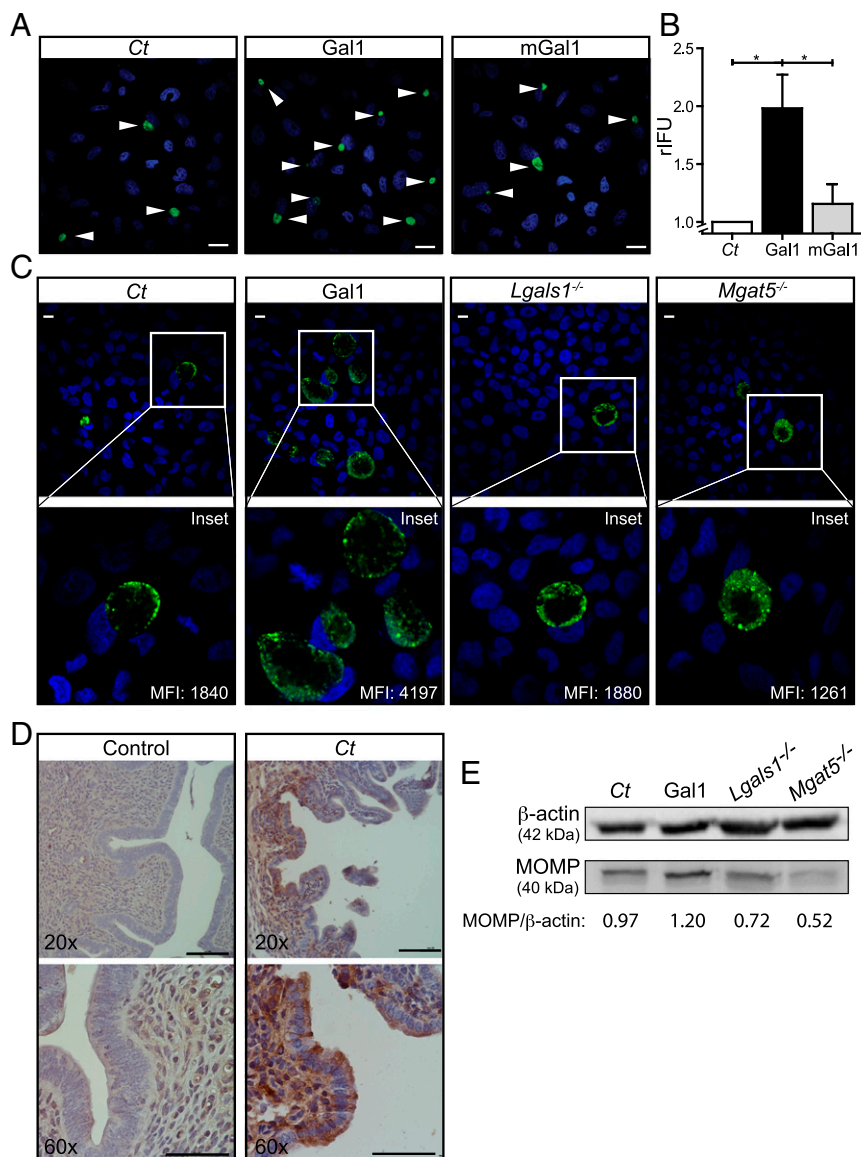 A
Ct
Gal1
mGal1
B
rIFU
2.5
2.0
1.5
1.0
* *
Ct Gal1 mGal1
C
Ct
Gal1
Lgals1-/-
Mgat5-/-
Inset
Inset
Inset
Inset
MFI: 1840
MFI: 4197
MFI: 1880
MFI: 1261
D
Control
Ct
20x
20x
60x
60x
E
Ct Gal1 Lgals1-/- Mgat5-/-
β-actin
(42 kDa)
MOMP
(40 kDa)
MOMP/β-actin: 0.97 1.20 0.72 0.52